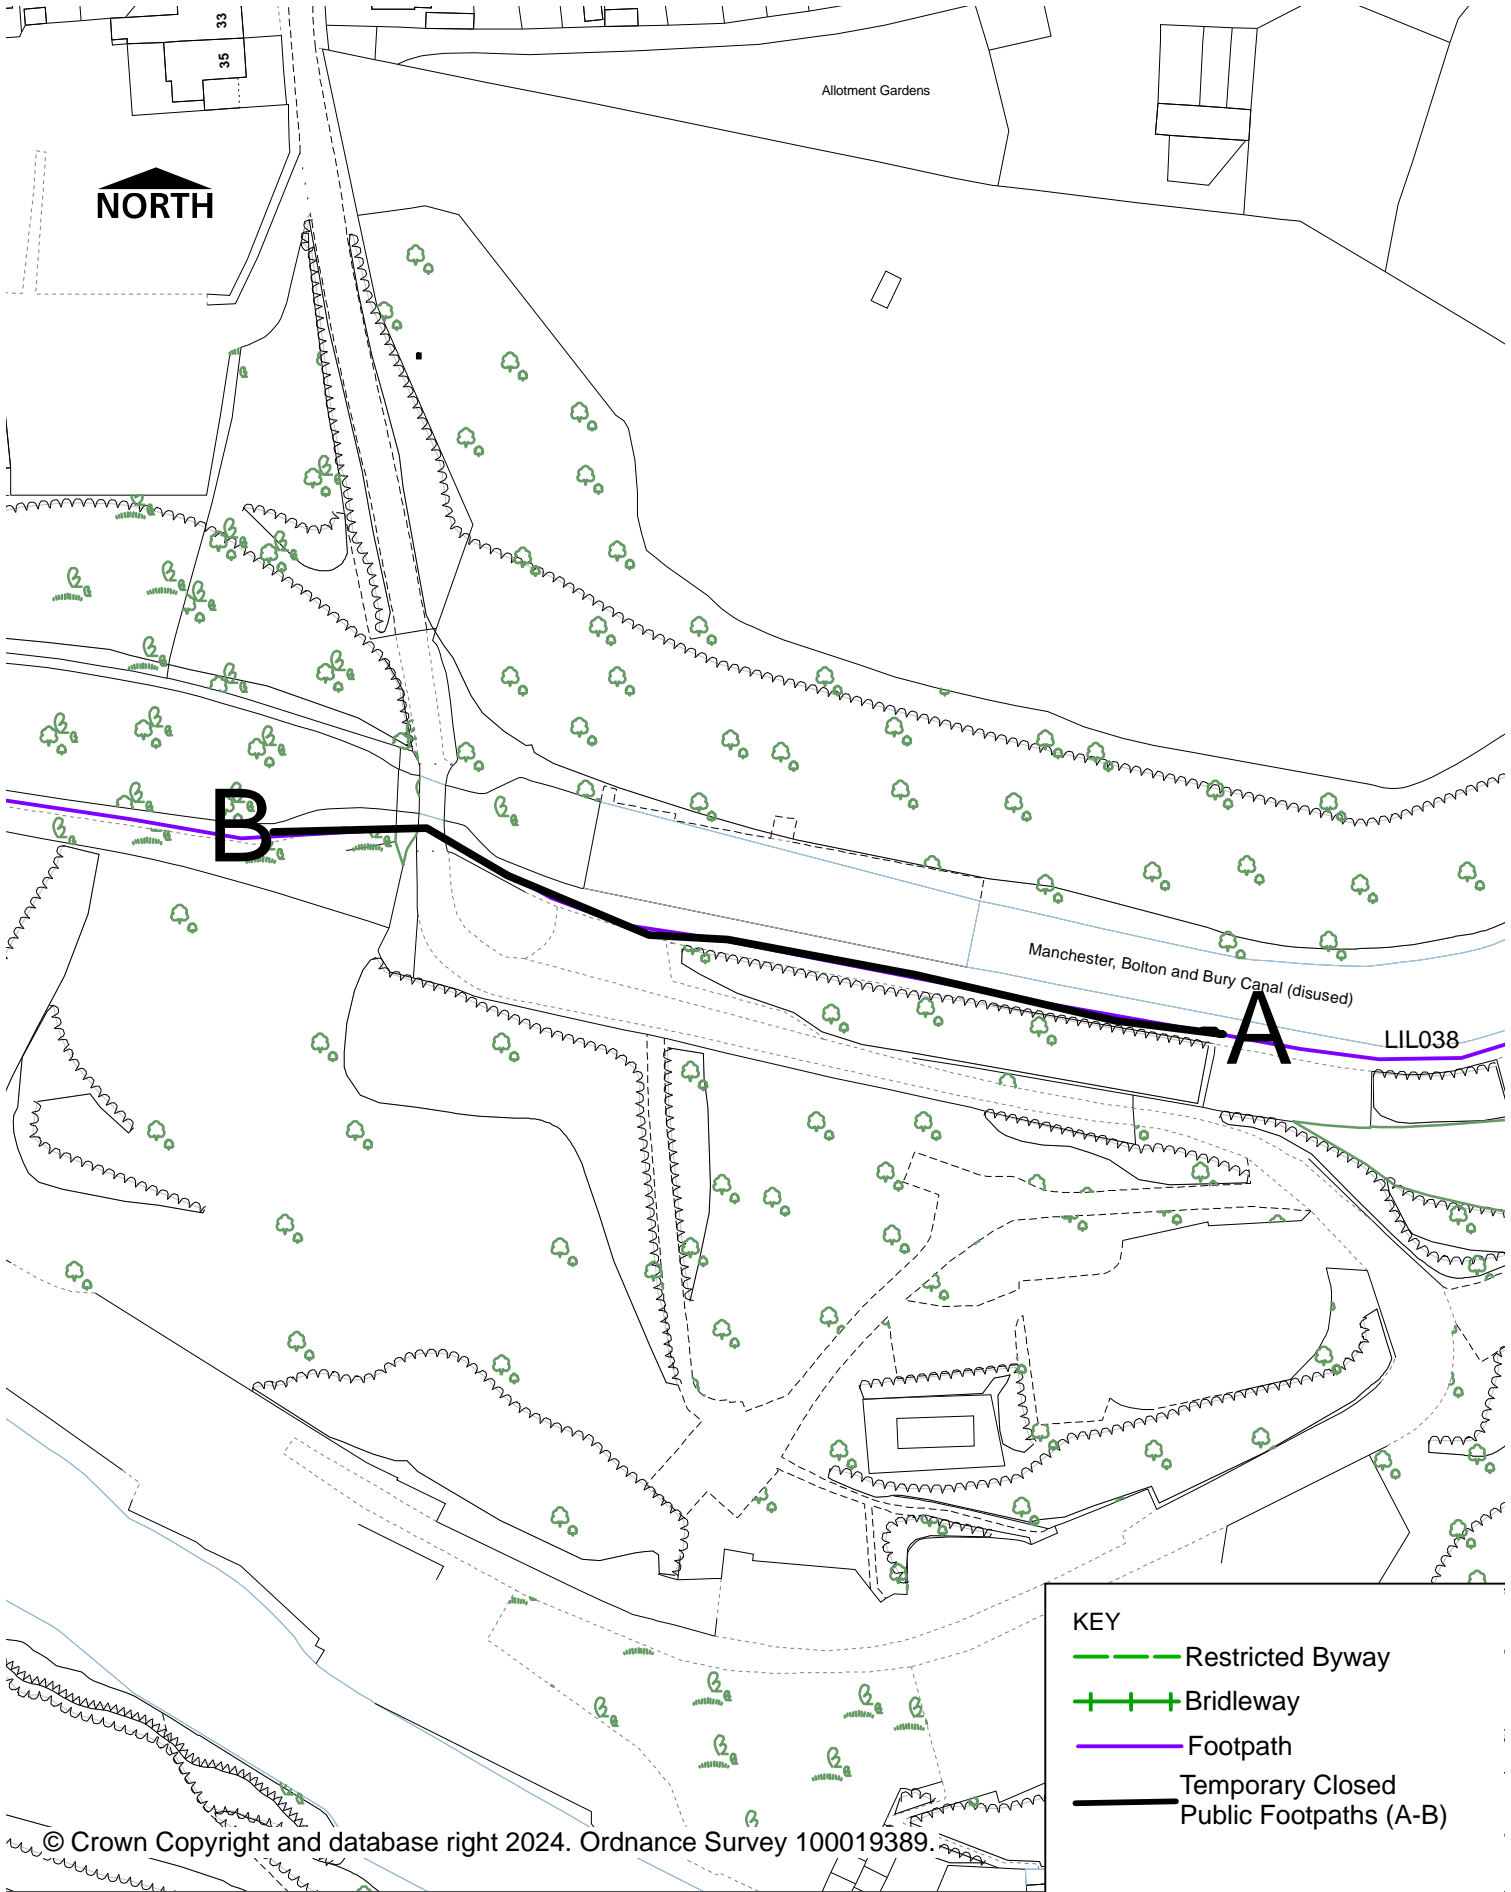 33
35
Allotment Gardens
NORTH
B
Manchester, Bolton and Bury Canal (disused)
A
LIL038
KEY
Restricted Byway
Bridleway
Footpath
Temporary Closed
Public Footpaths (A-B)
© Crown Copyright and database right 2024. Ordnance Survey 100019389.